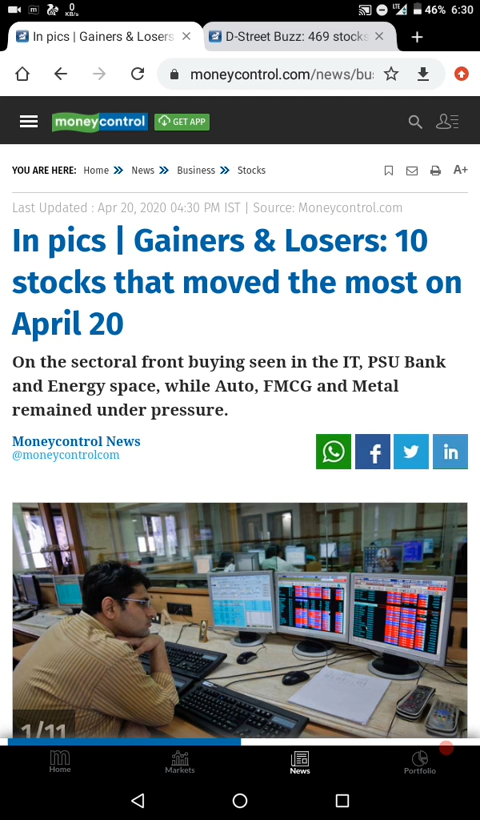 0
KB/s
LTE
46% 6:30
In pics | Gainers & Losers
D-Street Buzz: 469 stocks
moneycontrol.com/news/bu
moneycontrol
GET APP
YOU ARE HERE: Home News Business Stocks
A+
Last Updated : Apr 20, 2020 04:30 PM IST | Source: Moneycontrol.com
In pics | Gainers & Losers: 10
stocks that moved the most on
April 20
On the sectoral front buying seen in the IT, PSU Bank
and Energy space, while Auto, FMCG and Metal
remained under pressure.
Moneycontrol News
@moneycontrolcom
1/11
Home Markets News Portfolio